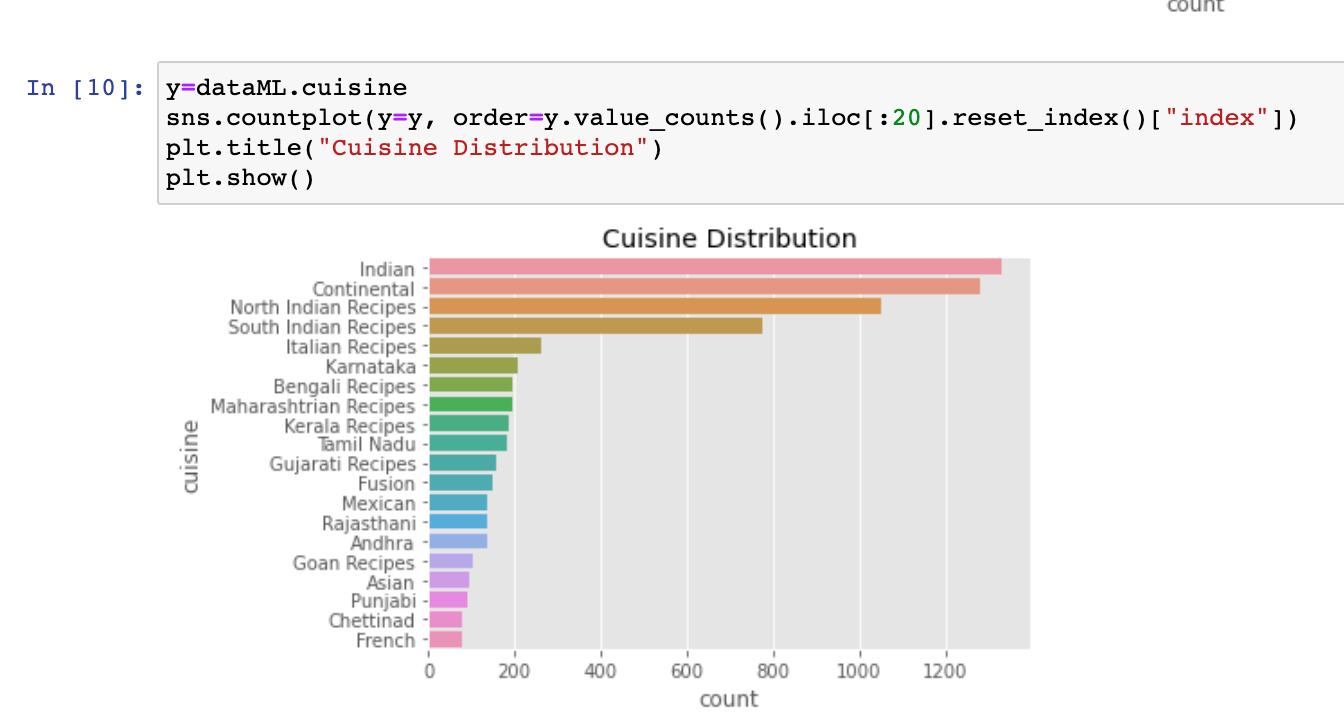 count
In [10]:
y=dataML.cuisine
sns.countplot(y=y, order=y.value_counts().iloc[:20].reset_index()["index"])
plt.title("Cuisine Distribution")
plt.show()
Cuisine Distribution
cuisine
Indian
Continental
North Indian Recipes
South Indian Recipes
Italian Recipes
Karnataka
Bengali Recipes
Maharashtrian Recipes
Kerala Recipes
Tamil Nadu
Gujarati Recipes
Fusion
Mexican
Rajasthani
Andhra
Goan Recipes
Asian
Punjabi
Chettinad
French
0 200 400 600 800 1000 1200
count